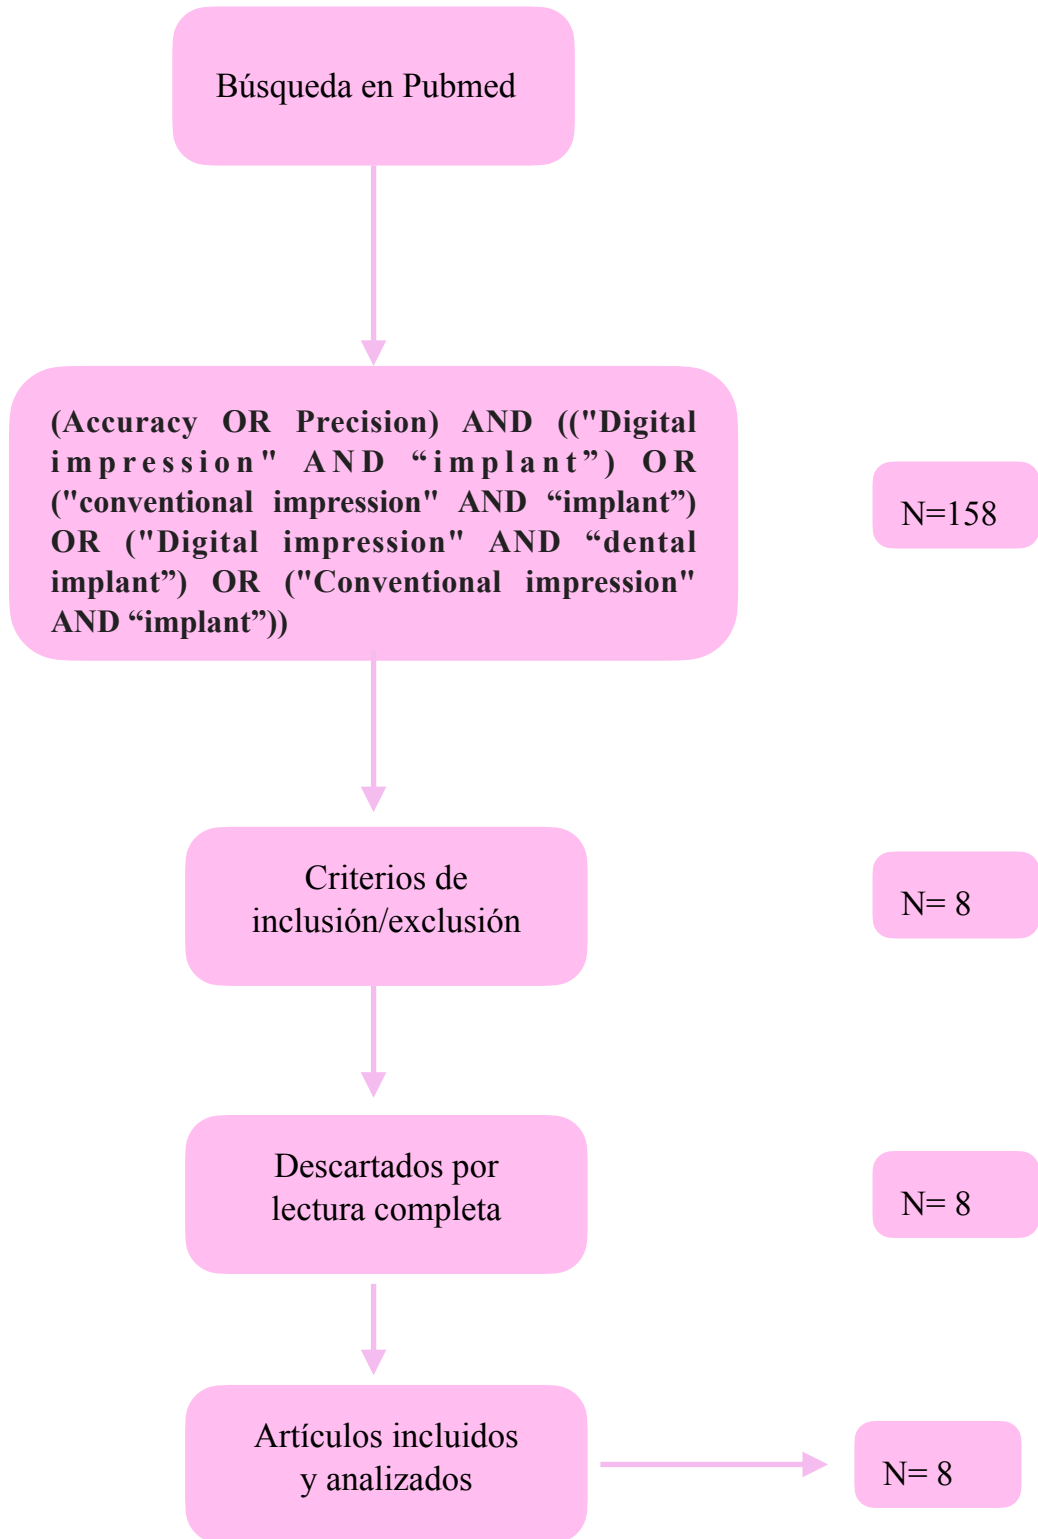 Búsqueda en Pubmed
(Accuracy OR Precision) AND (("Digital
impression" AND “implant”) OR
("conventional impression" AND “implant”)
OR ("Digital impression" AND “dental
implant”) OR ("Conventional impression"
AND “implant”))
N=158
Criterios de
inclusión/exclusión
N= 8
Descartados por
lectura completa
N= 8
Artículos incluidos
y analizados
N= 8